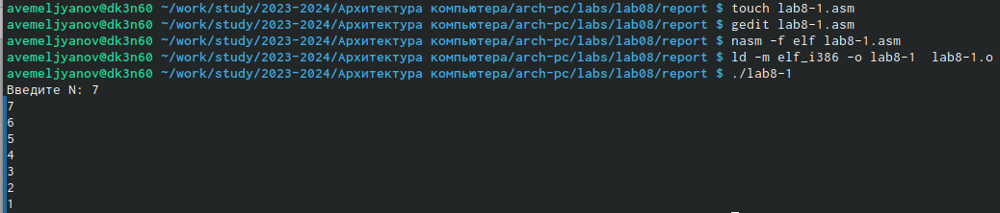 avemeljyanov@dk3n60 ~/work/study/2023-2024/Архитектура компьютера/arch-pc/labs/lab08/report $ touch lab8-1.asm
avemeljyanov@dk3n60 ~/work/study/2023-2024/Архитектура компьютера/arch-pc/labs/lab08/report $ gedit lab8-1.asm
avemeljyanov@dk3n60 ~/work/study/2023-2024/Архитектура компьютера/arch-pc/labs/lab08/report $ nasm -f elf lab8-1.asm
avemeljyanov@dk3n60 ~/work/study/2023-2024/Архитектура компьютера/arch-pc/labs/lab08/report $ ld -m elf_i386 -o lab8-1  lab8-1.o
avemeljyanov@dk3n60 ~/work/study/2023-2024/Архитектура компьютера/arch-pc/labs/lab08/report $ ./lab8-1
Введите N: 7
7
6
5
4
3
2
1